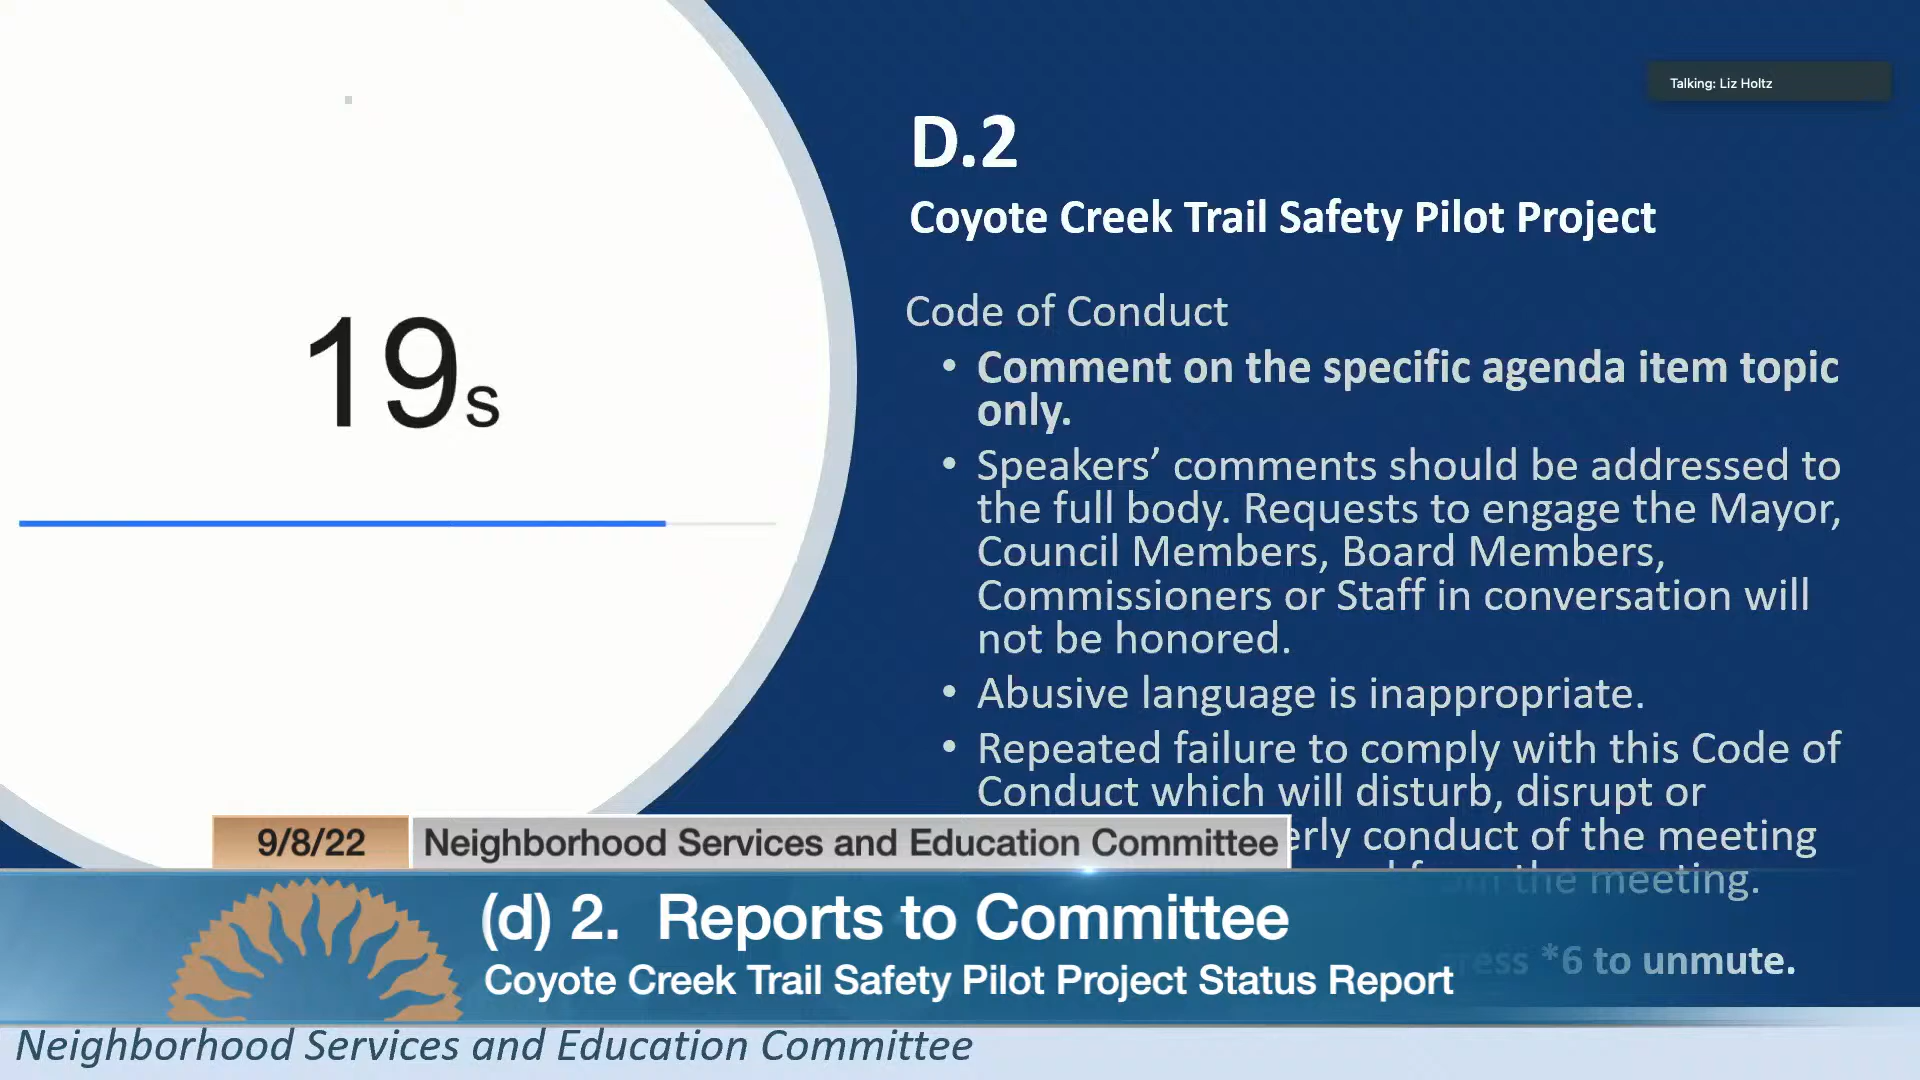 Talking: Liz Holtz
D.2
Coyote Creek Trail Safety Pilot Project
19s
Code of Conduct
• Comment on the specific agenda item topic
only.
• Speakers’ comments should be addressed to
the full body. Requests to engage the Mayor,
Council Members, Board Members,
Commissioners or Staff in conversation will
not be honored.
• Abusive language is inappropriate.
• Repeated failure to comply with this Code of
Conduct which will disturb, disrupt or
erly conduct of the meeting
the meeting.
*6 to unmute.
9/8/22
Neighborhood Services and Education Committee
(d) 2. Reports to Committee
Coyote Creek Trail Safety Pilot Project Status Report
Neighborhood Services and Education Committee